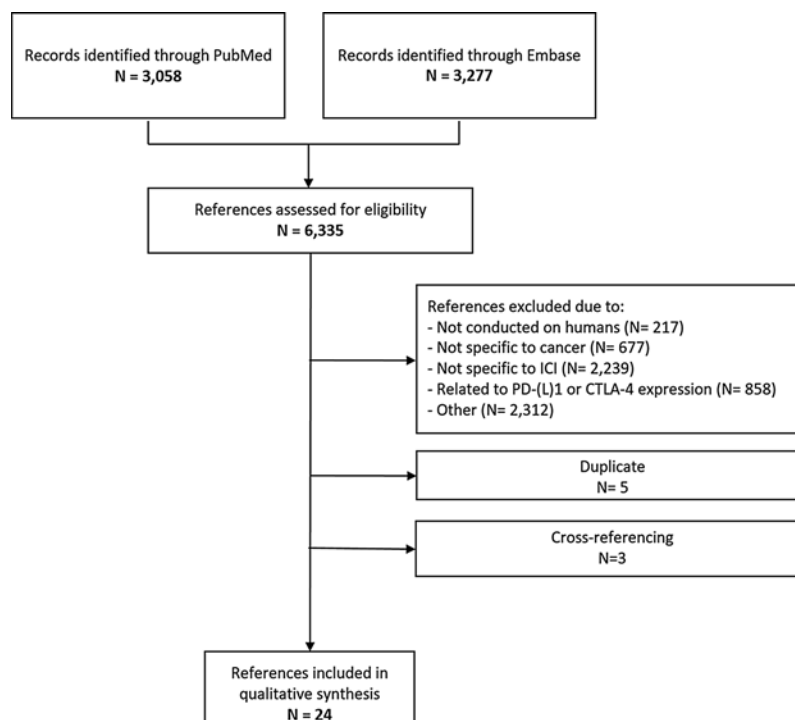 Records identified through PubMed
N = 3,058
Records identified through Embase
N = 3,277
References assessed for eligibility
N = 6,335
References excluded due to:
- Not conducted on humans (N= 217)
- Not specific to cancer (N= 677)
- Not specific to ICI (N= 2,239)
- Related to PD-(L)1 or CTLA-4 expression (N= 858)
- Other (N= 2,312)
Duplicate
N= 5
Cross-referencing
N=3
References included in
qualitative synthesis
N = 24